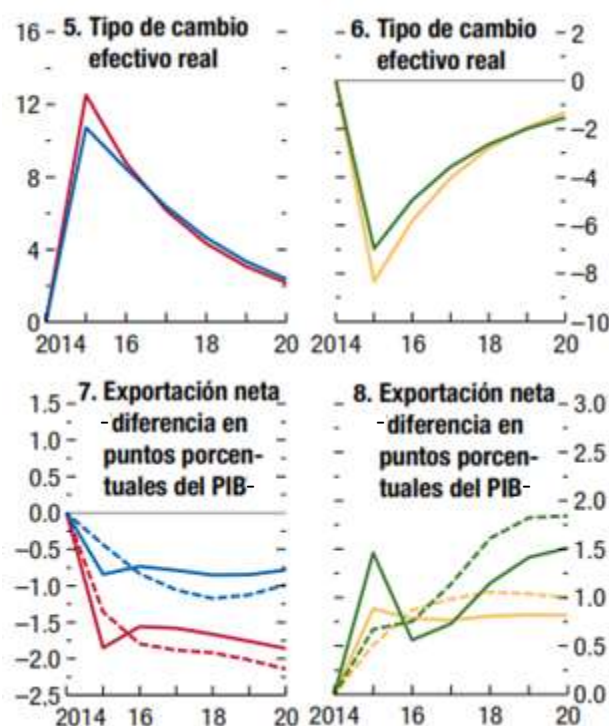 5. Tipo de cambio
efectivo real
16
12
8
4
0
2014 16 18 20
6. Tipo de cambio
efectivo real
2
0
–2
–4
–6
–8
–10
2014 16 18 20
7. Exportación neta
-diferencia en
puntos porcen-
tuales del PIB-
1.5
1.0
0.5
0.0
–0.5
–1.0
–1.5
–2.0
–2.5
2014 16 18 20
8. Exportación neta
-diferencia en
puntos porcen-
tuales del PIB-
3.0
2.5
2.0
1.5
1.0
0.5
0.0
2014 16 18 20